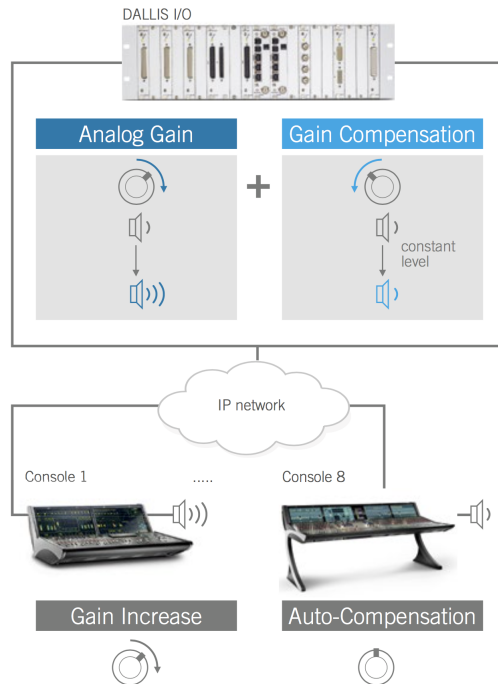 DALLIS I/O
Analog Gain
Gain Compensation
constant
level
IP network
Console 1
.....
Console 8
Gain Increase
Auto-Compensation